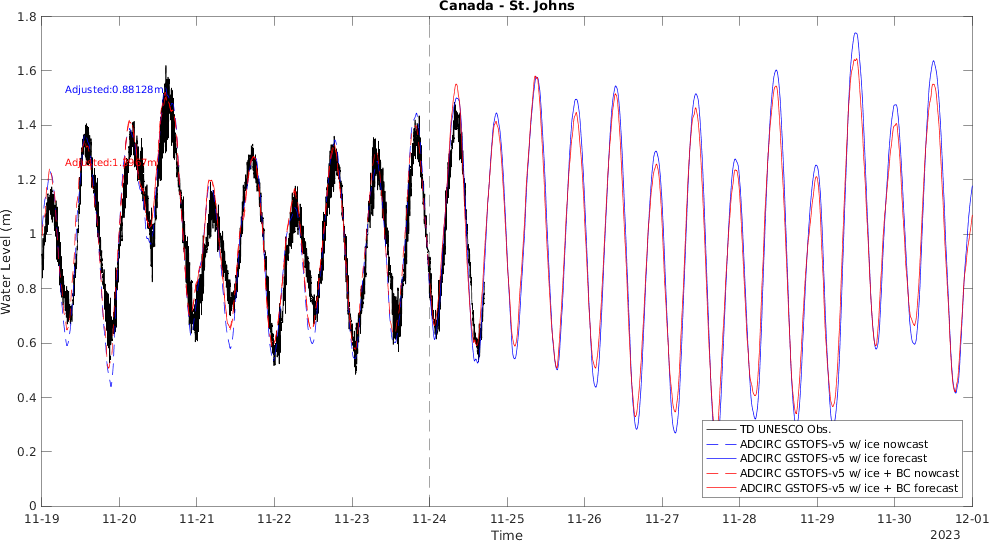 Canada - St. Johns
1.8
1.6
1.4
1.2
1
0.8
0.6
0.4
0.2
0
Water Level (m)
Adjusted:0.88128m
TD UNESCO Obs.
ADCIRC GSTOFS-v5 w/ ice nowcast
ADCIRC GSTOFS-v5 w/ ice forecast
ADCIRC GSTOFS-v5 w/ ice + BC nowcast
ADCIRC GSTOFS-v5 w/ ice + BC forecast
11-19 11-20 11-21 11-22 11-23 11-24 11-25 11-26 11-27 11-28 11-29 11-30 12-01
Time
2023